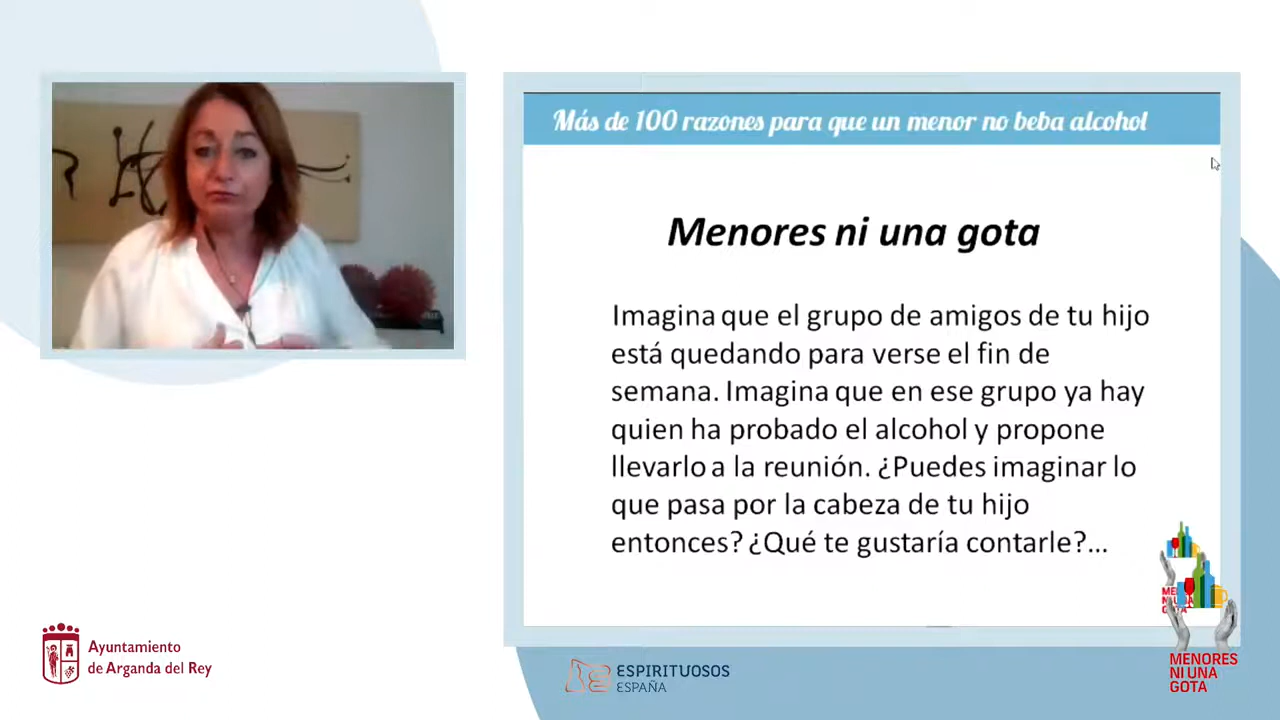 Más de 100 razones para que un menor no beba alcohol
Menores ni una gota
Imagina que el grupo de amigos de tu hijo
está quedando para verse el fin de
semana. Imagina que en ese grupo ya hay
quien ha probado el alcohol y propone
llevarlo a la reunión. ¿Puedes imaginar lo
que pasa por la cabeza de tu hijo
entonces? ¿Qué te gustaría contarle?...
Ayuntamiento
de Arganda del Rey
ESPIRITUOSOS
ESPAÑA
MENORES
NI UNA
GOTA